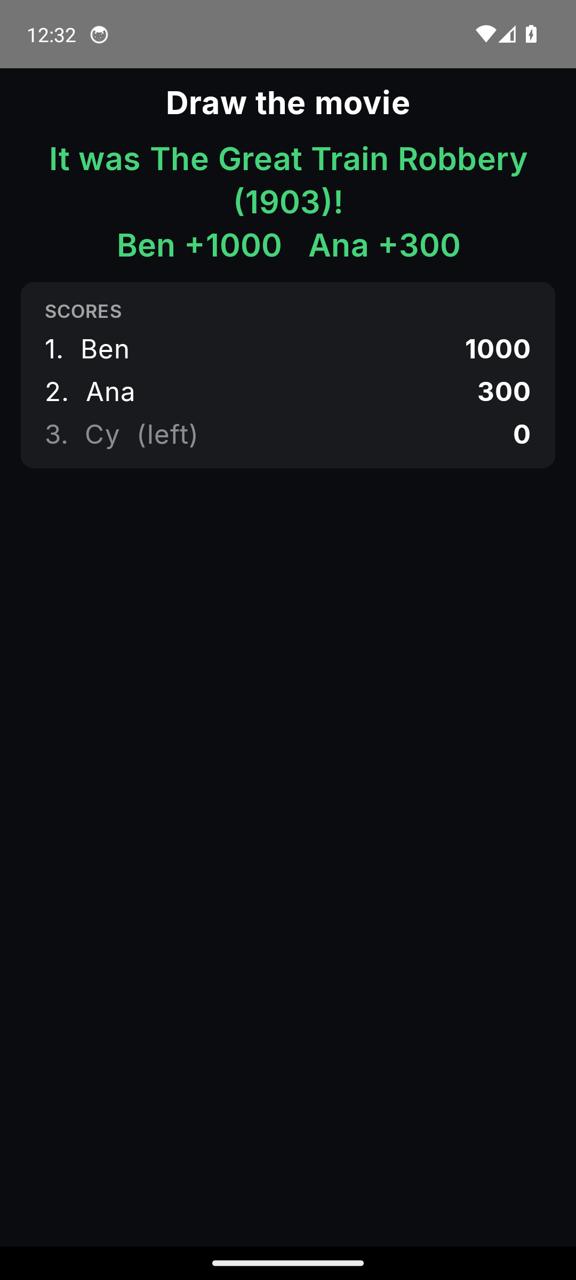 12:32
Draw the movie
It was The Great Train Robbery
(1903)!
Ben +1000 Ana +300
SCORES
1. Ben 1000
2. Ana 300
3. Cy (left) 0